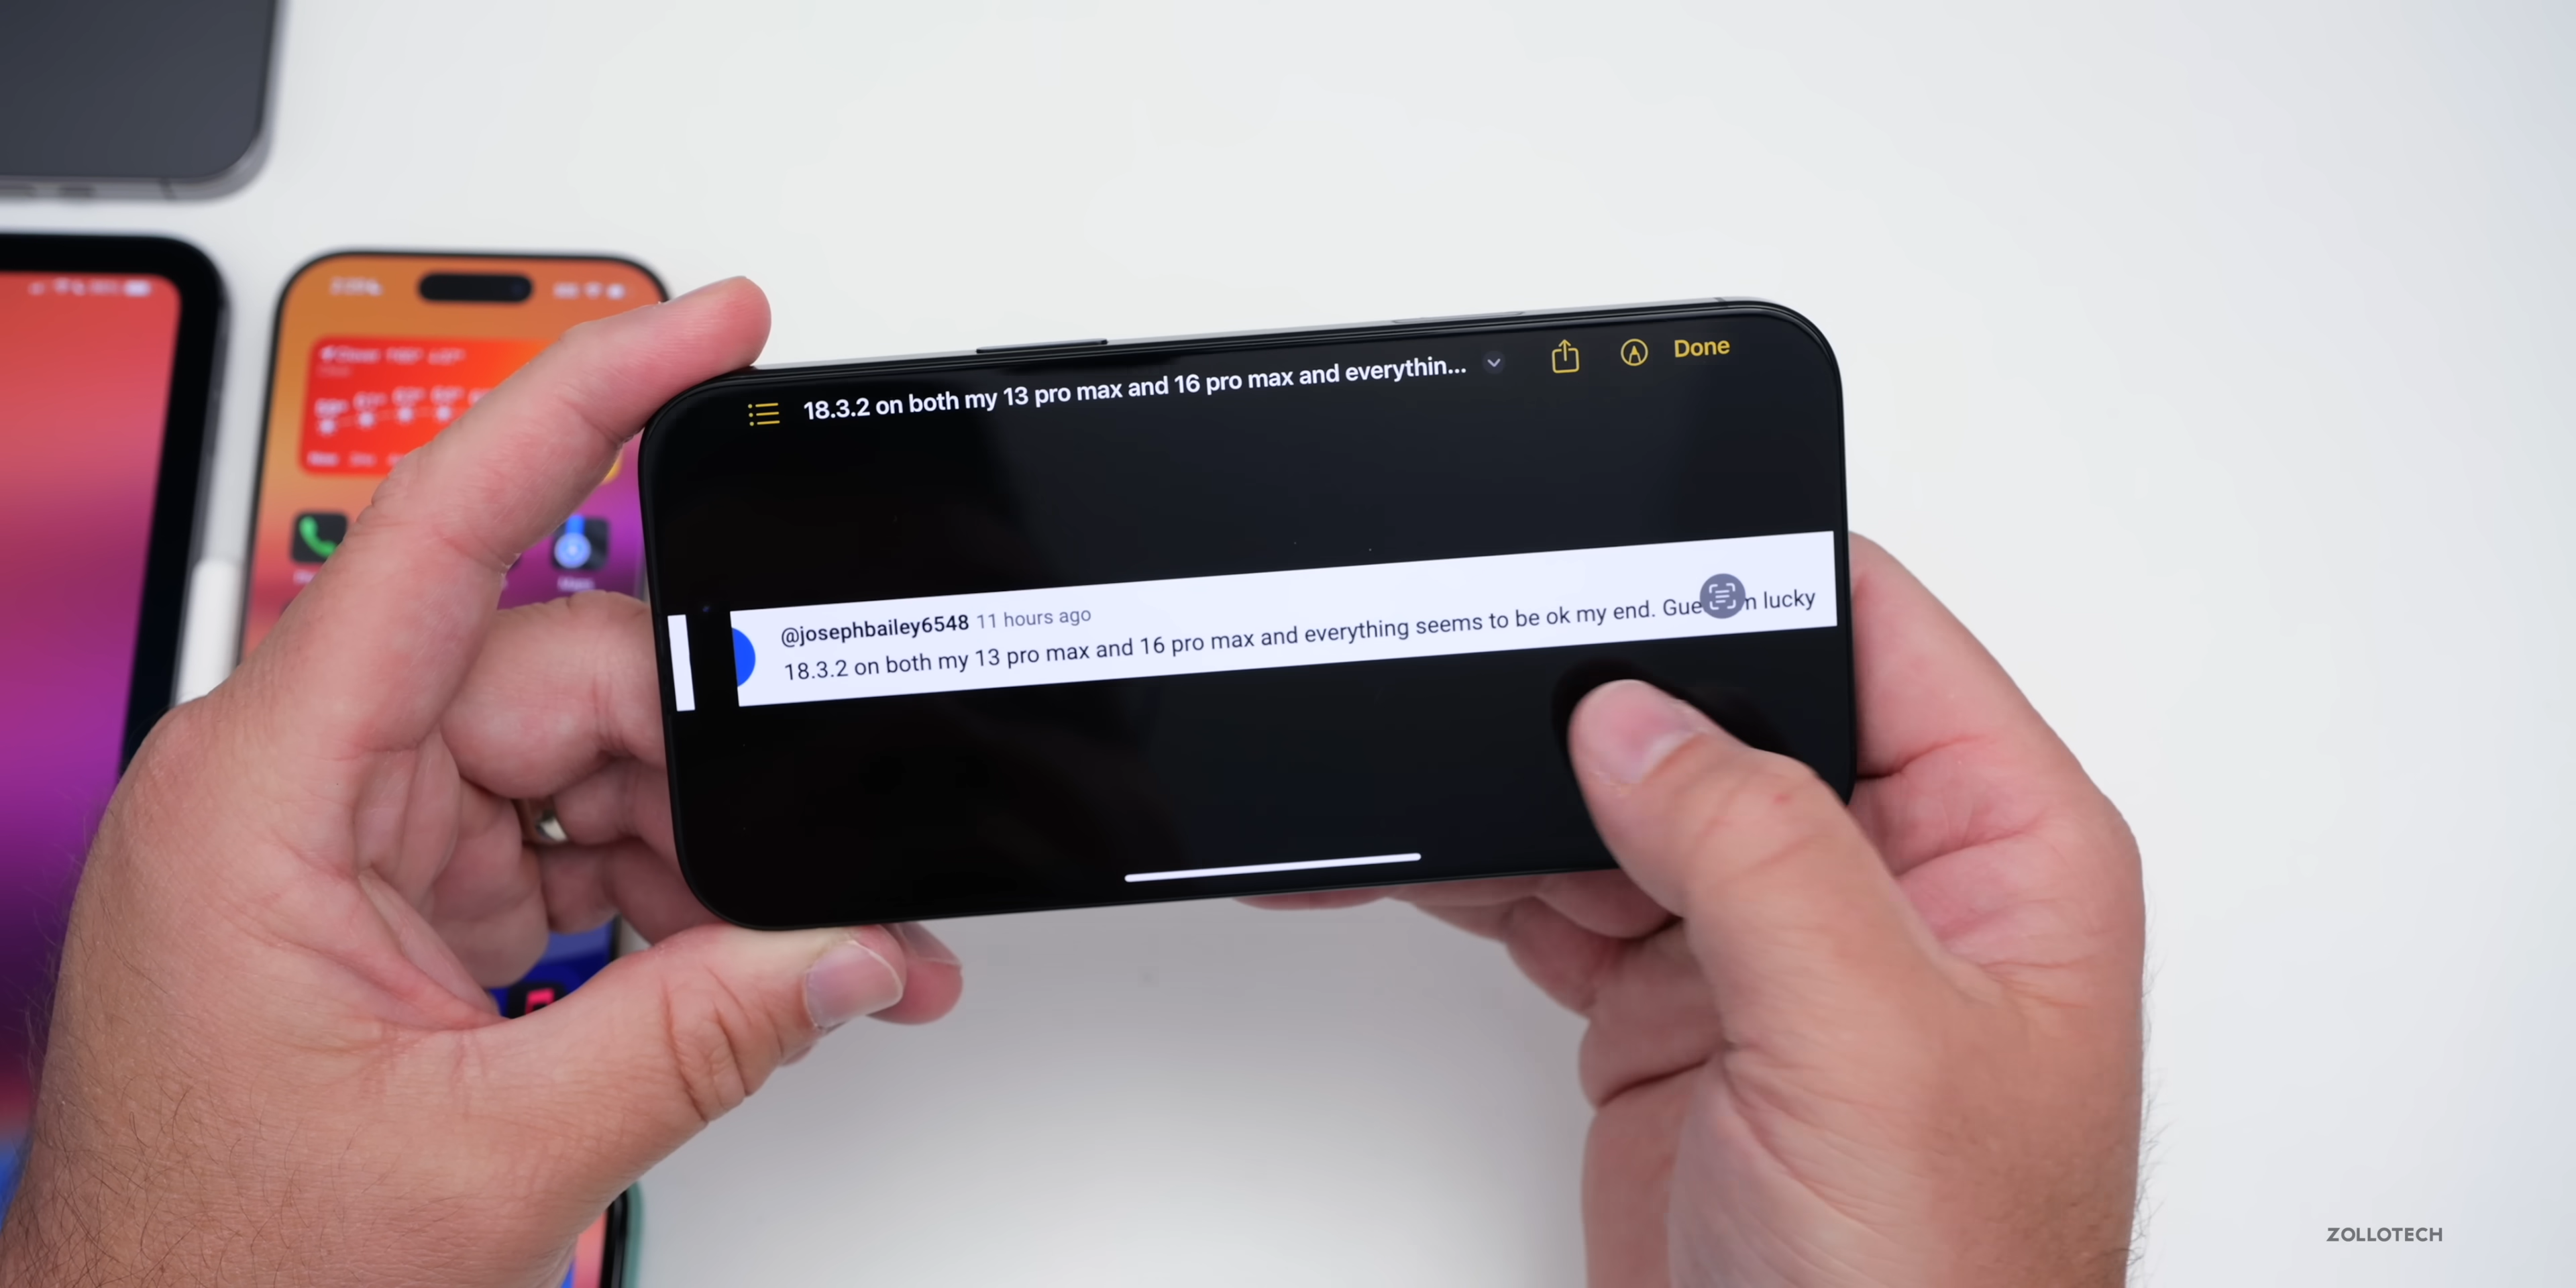 18.3.2 on both my 13 pro max and 16 pro max and everythin...
Done
@josephbailey6548 11 hours ago
18.3.2 on both my 13 pro max and 16 pro max and everything seems to be ok my end. lucky
ZOLLOTECH